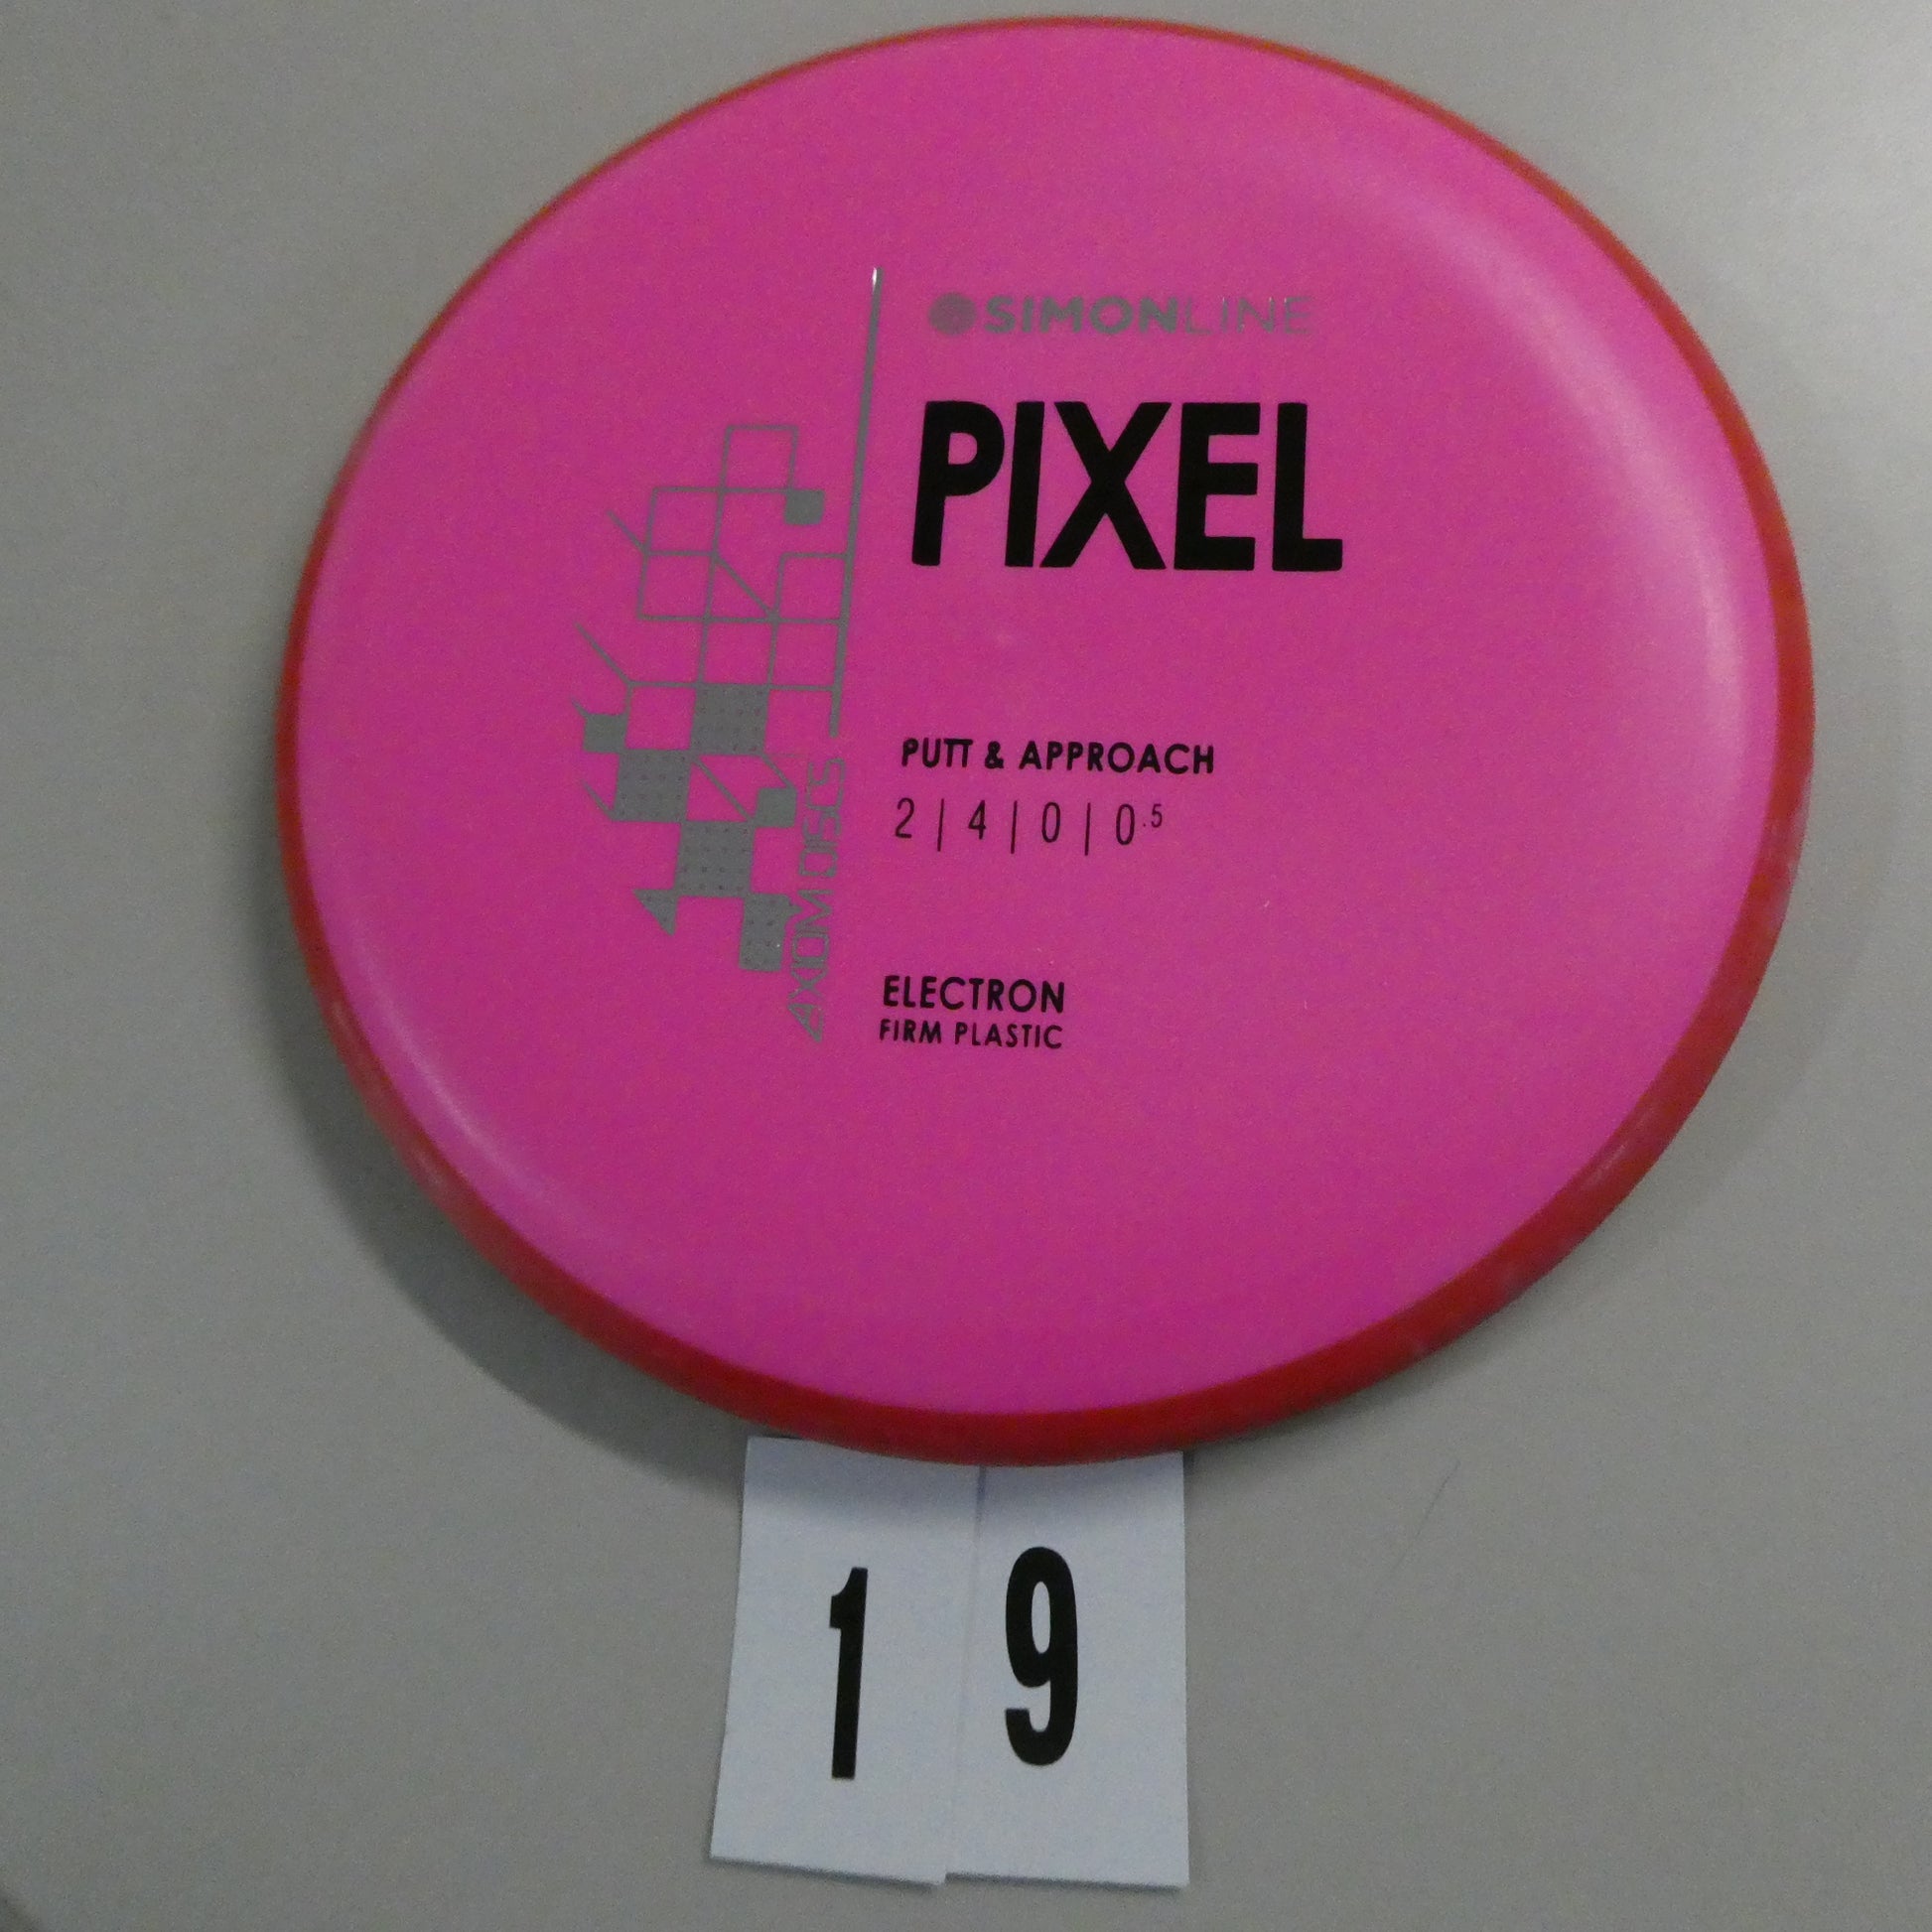 SIMONLINE
PIXEL
PUTT & APPROACH
2 | 4 | 0 | 0.5
AXIOM DISCS
ELECTRON
FIRM PLASTIC
1 9